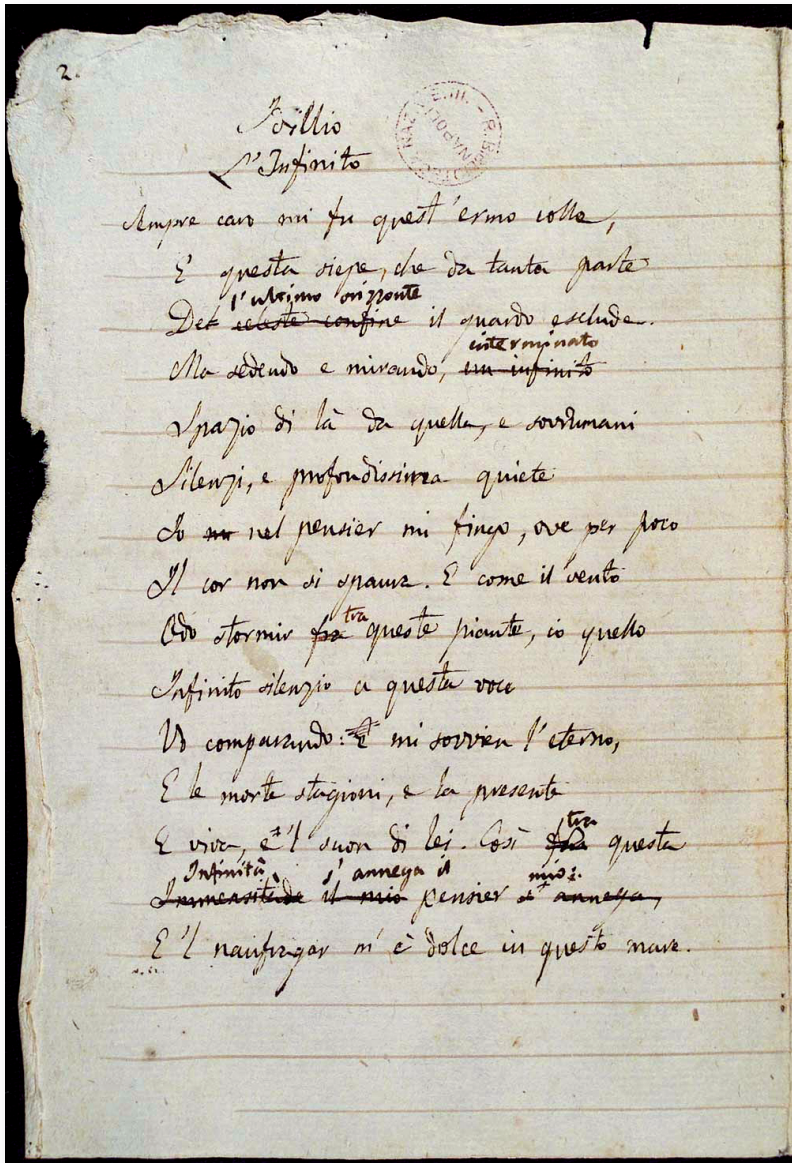 2.
R. BIB
NAZ
NAPOLI
Idillio
L'Infinito
Sempre caro mi fu quest'ermo colle,
E questa siepe, che da tanta parte
l'ultimo orizzonte
Del celeste confine il guardo esclude.
interminato
Ma sedendo e mirando, un infinito
Spazio di là da quella, e sovrumani
Silenzi, e profondissima quiete
Io nel pensier mi fingo, ove per poco
Il cor non si spaura. E come il vento
tra
Odo stormir fra queste piante, io quello
Infinito silenzio a questa voce
Vo comparando: E mi sovvien l'eterno,
E le morte stagioni, e la presente
tra
E viva, e 'l suon di lei. Così fra questa
Infinità s'annega il mio:
Immensitade il mio pensier s'annega,
E 'l naufragar m'è dolce in questo mare.